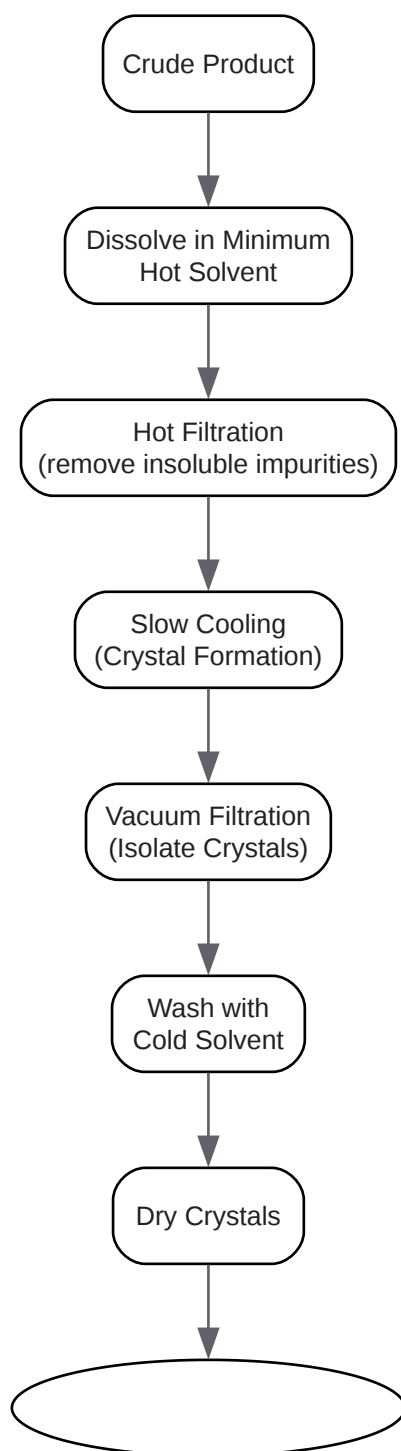 Crude Product
Dissolve in Minimum
Hot Solvent
Hot Filtration
(remove insoluble impurities)
Slow Cooling
(Crystal Formation)
Vacuum Filtration
(Isolate Crystals)
Wash with
Cold Solvent
Dry Crystals